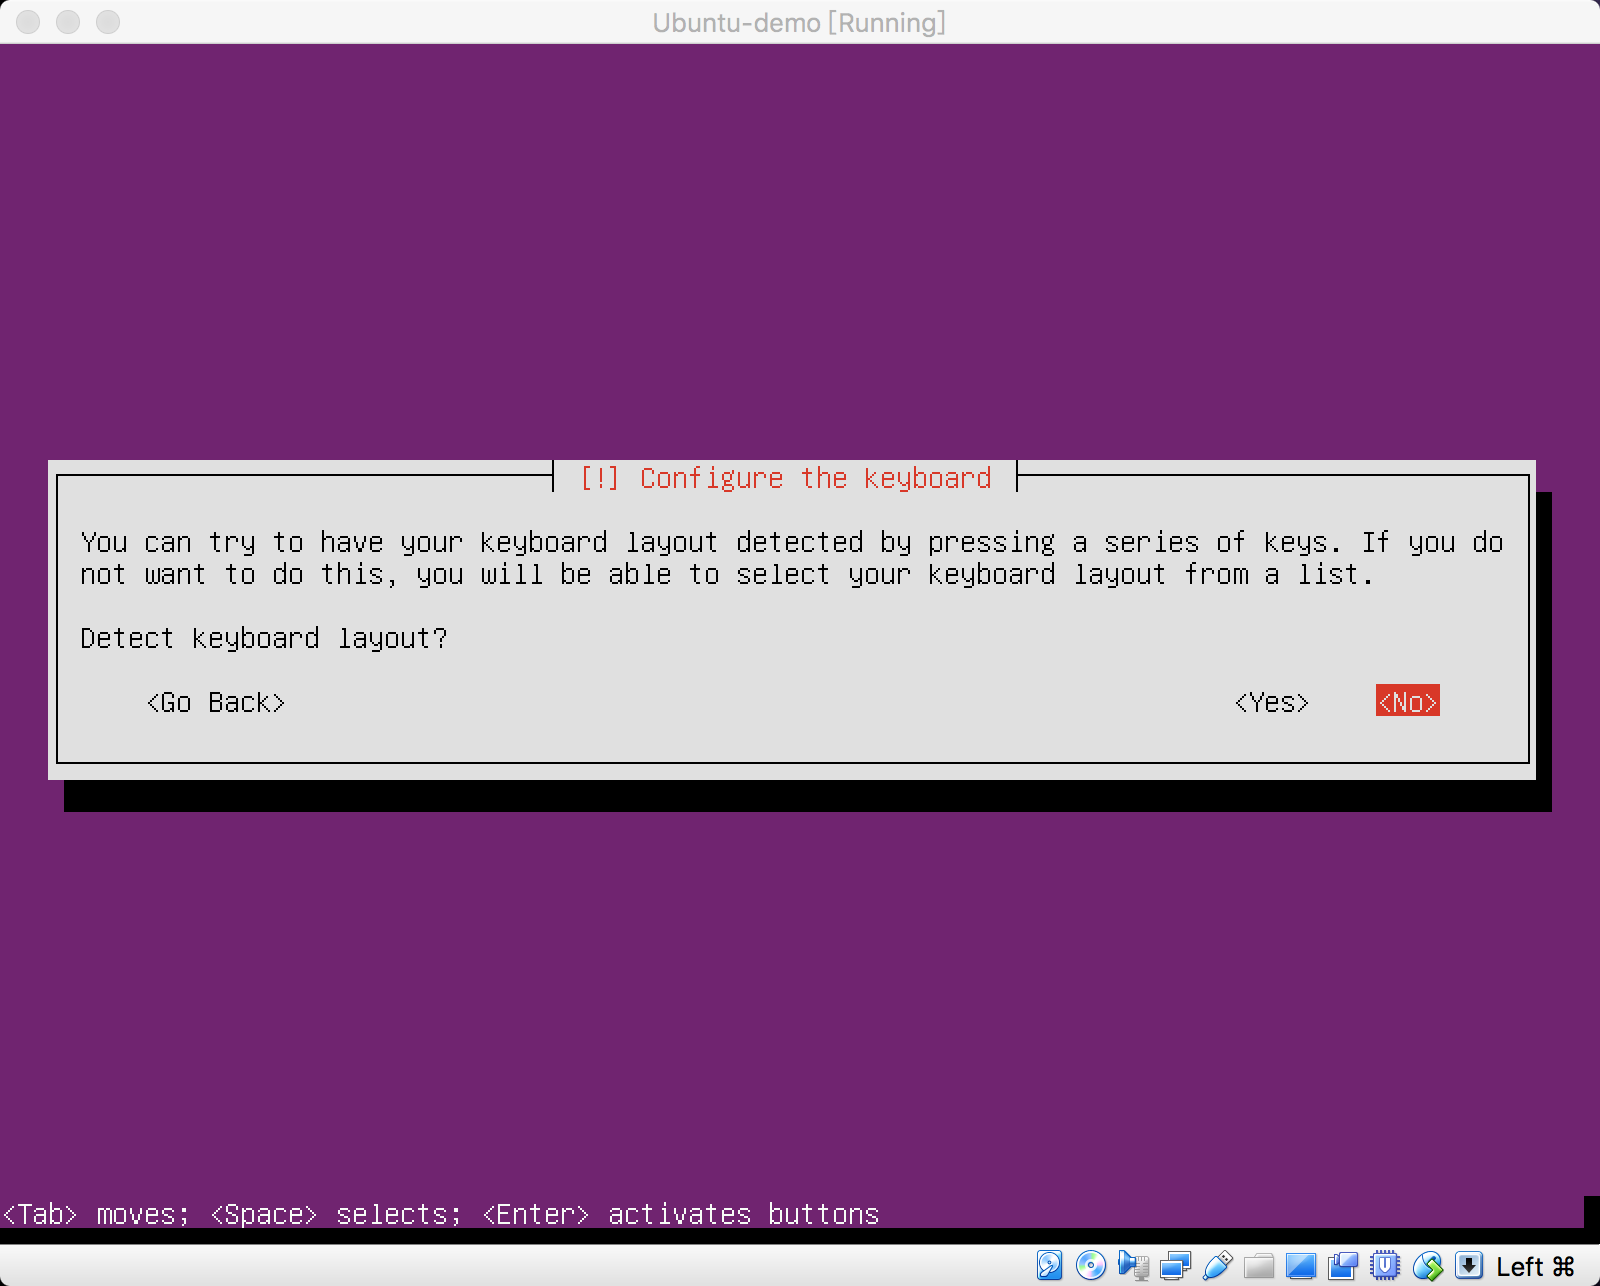 Ubuntu-demo [Running]
[!] Configure the keyboard
You can try to have your keyboard layout detected by pressing a series of keys. If you do
not want to do this, you will be able to select your keyboard layout from a list.
Detect keyboard layout?
<Go Back> <Yes> <No>
<Tab> moves; <Space> selects; <Enter> activates buttons
Left ⌘